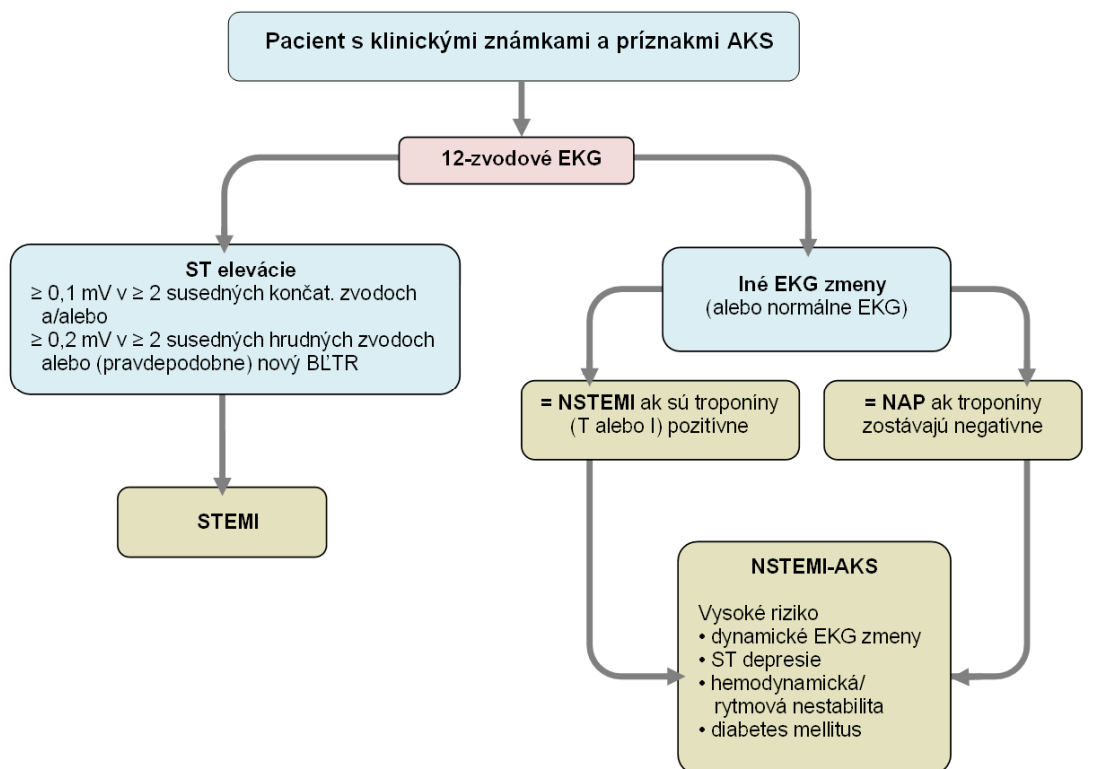 Pacient s klinickými známkami a príznakmi AKS
12-zvodové EKG
ST elevácie
≥ 0,1 mV v ≥ 2 susedných končat. zvodoch
a/alebo
≥ 0,2 mV v ≥ 2 susedných hrudných zvodoch
alebo (pravdepodobne) nový BĽTR
STEMI
Iné EKG zmeny
(alebo normálne EKG)
= NSTEMI ak sú troponíny
(T alebo I) pozitívne
= NAP ak troponíny
zostávajú negatívne
NSTEMI-AKS
Vysoké riziko
• dynamické EKG zmeny
• ST depresie
• hemodynamická/
rytmová nestabilita
• diabetes mellitus